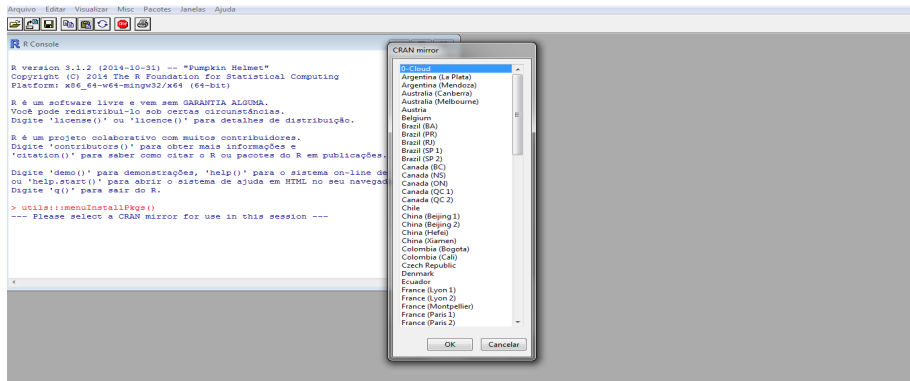 Arquivo Editar Visualizar Misc Pacotes Janelas Ajuda
R Console
R version 3.1.2 (2014-10-31) -- "Pumpkin Helmet"
Copyright (C) 2014 The R Foundation for Statistical Computing
Platform: x86_64-w64-mingw32/x64 (64-bit)
R é um software livre e vem sem GARANTIA ALGUMA.
Você pode redistribuí-lo sob certas circunstâncias.
Digite 'license()' ou 'licence()' para detalhes de distribuição.
R é um projeto colaborativo com muitos contribuidores.
Digite 'contributors()' para obter mais informações e
'citation()' para saber como citar o R ou pacotes do R em publicações.
Digite 'demo()' para demonstrações, 'help()' para o sistema on-line de
ou 'help.start()' para abrir o sistema de ajuda em HTML no seu navegad
Digite 'q()' para sair do R.
> utils:::menuInstallPkgs()
--- Please select a CRAN mirror for use in this session ---
CRAN mirror
0-Cloud
Argentina (La Plata)
Argentina (Mendoza)
Australia (Canberra)
Australia (Melbourne)
Austria
Belgium
Brazil (BA)
Brazil (PR)
Brazil (RJ)
Brazil (SP 1)
Brazil (SP 2)
Canada (BC)
Canada (NS)
Canada (ON)
Canada (QC 1)
Canada (QC 2)
Chile
China (Beijing 1)
China (Beijing 2)
China (Hefei)
China (Xiamen)
Colombia (Bogota)
Colombia (Cali)
Czech Republic
Denmark
Ecuador
France (Lyon 1)
France (Lyon 2)
France (Montpellier)
France (Paris 1)
France (Paris 2)
OK Cancelar